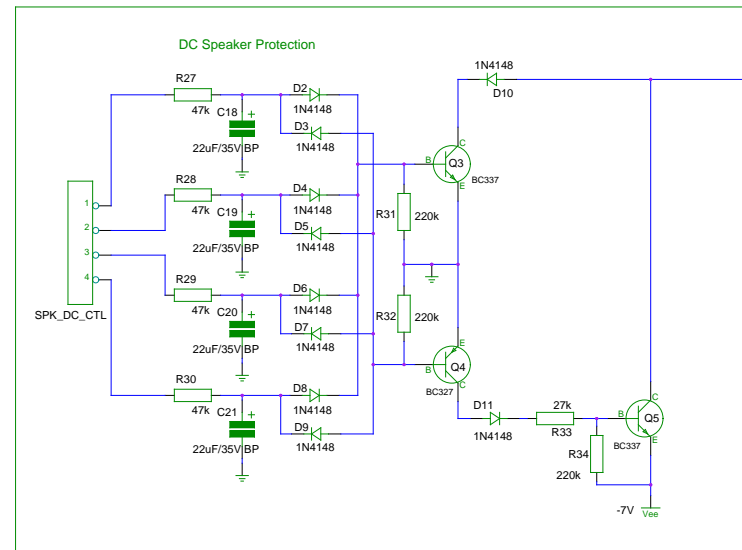 DC Speaker Protection
R27
47k
C18
+
22uF/35V BP
D2
1N4148
D3
1N4148
R28
47k
C19
+
22uF/35V BP
D4
1N4148
D5
1N4148
1
2
3
4
SPK_DC_CTL
R29
47k
C20
+
22uF/35V BP
D6
1N4148
D7
1N4148
R30
47k
C21
+
22uF/35V BP
D8
1N4148
D9
1N4148
1N4148
D10
B
C
E
Q3
BC337
R31
220k
R32
220k
B
E
C
Q4
BC327
D11
1N4148
27k
R33
R34
220k
B
C
E
Q5
BC337
-7V
Vee